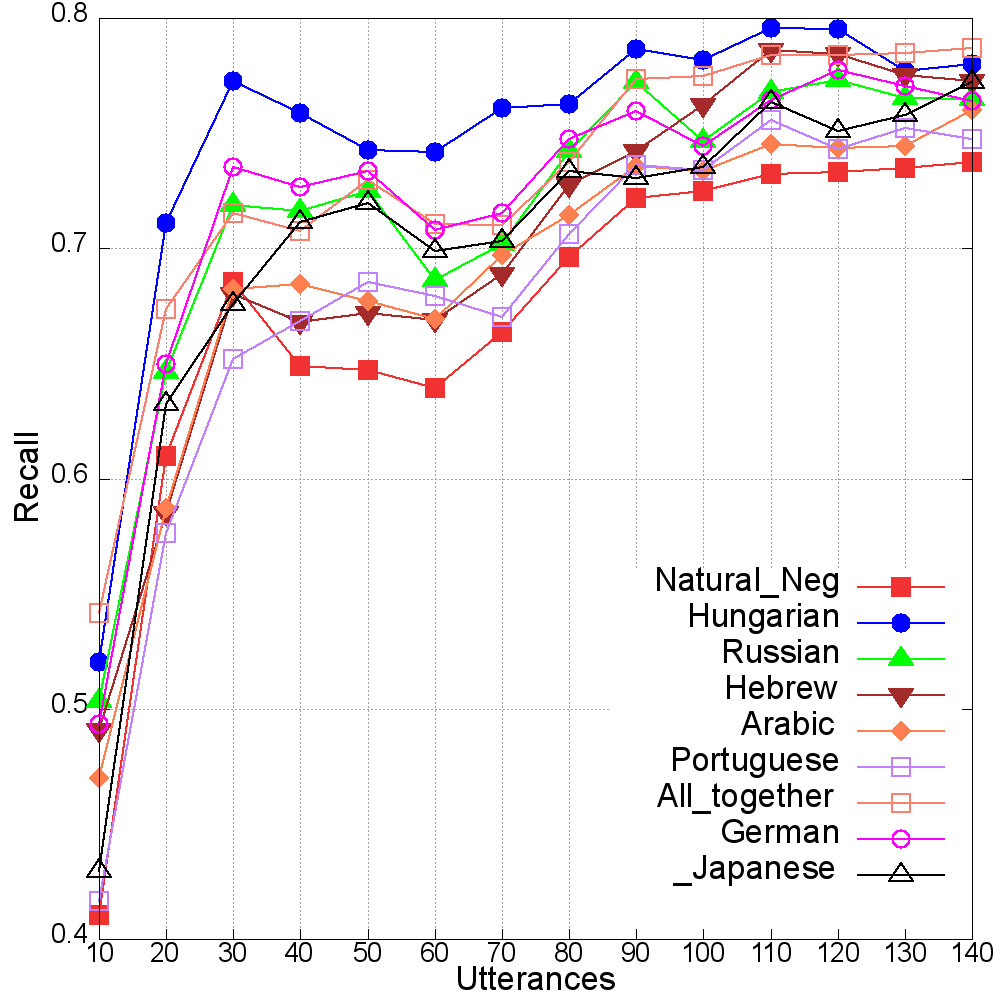 0.8
0.7
0.6
0.5
0.4
Recall
Natural_Neg
Hungarian
Russian
Hebrew
Arabic
Portuguese
All_together
German
_Japanese
10 20 30 40 50 60 70 80 90 100 110 120 130 140
Utterances